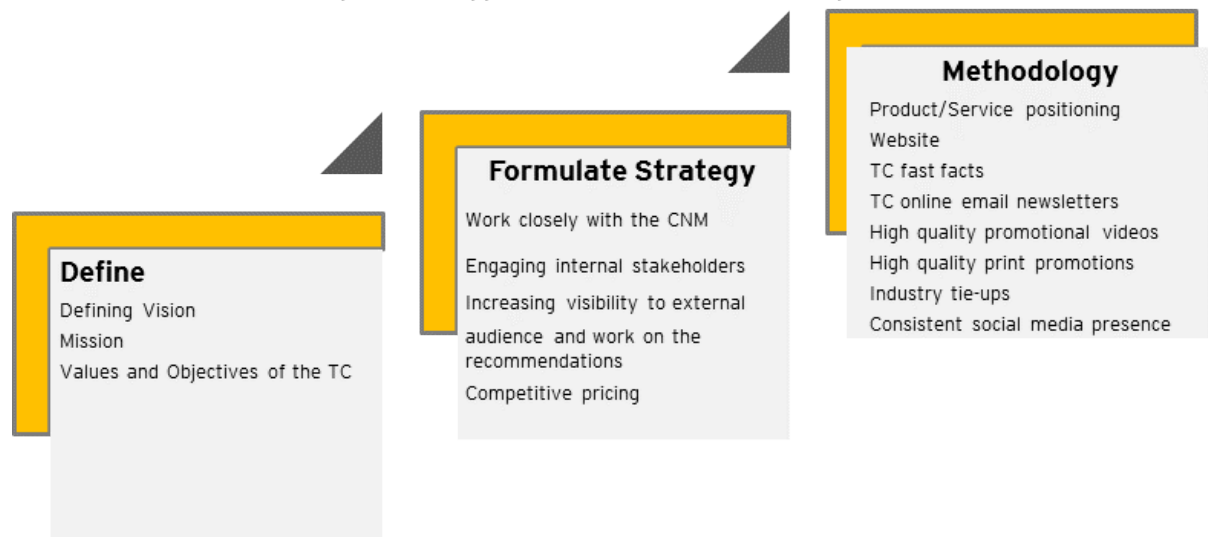 Define
Defining Vision
Mission
Values and Objectives of the TC
Formulate Strategy
Work closely with the CNM
Engaging internal stakeholders
Increasing visibility to external
audience and work on the
recommendations
Competitive pricing
Methodology
Product/Service positioning
Website
TC fast facts
TC online email newsletters
High quality promotional videos
High quality print promotions
Industry tie-ups
Consistent social media presence